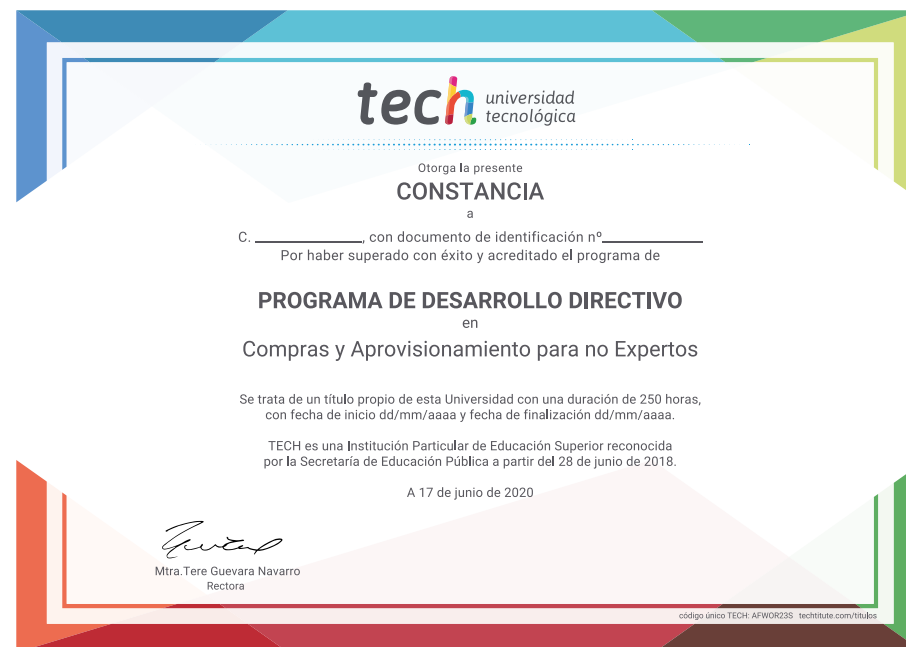 tech universidad
tecnológica
Otorga la presente
CONSTANCIA
a
C. ____________, con documento de identificación nº____________
Por haber superado con éxito y acreditado el programa de
PROGRAMA DE DESARROLLO DIRECTIVO
en
Compras y Aprovisionamiento para no Expertos
Se trata de un título propio de esta Universidad con una duración de 250 horas,
con fecha de inicio dd/mm/aaaa y fecha de finalización dd/mm/aaaa.
TECH es una Institución Particular de Educación Superior reconocida
por la Secretaría de Educación Pública a partir del 28 de junio de 2018.
A 17 de junio de 2020
Mtra.Tere Guevara Navarro
Rectora
código único TECH: AFWOR23S techtitute.com/titulos